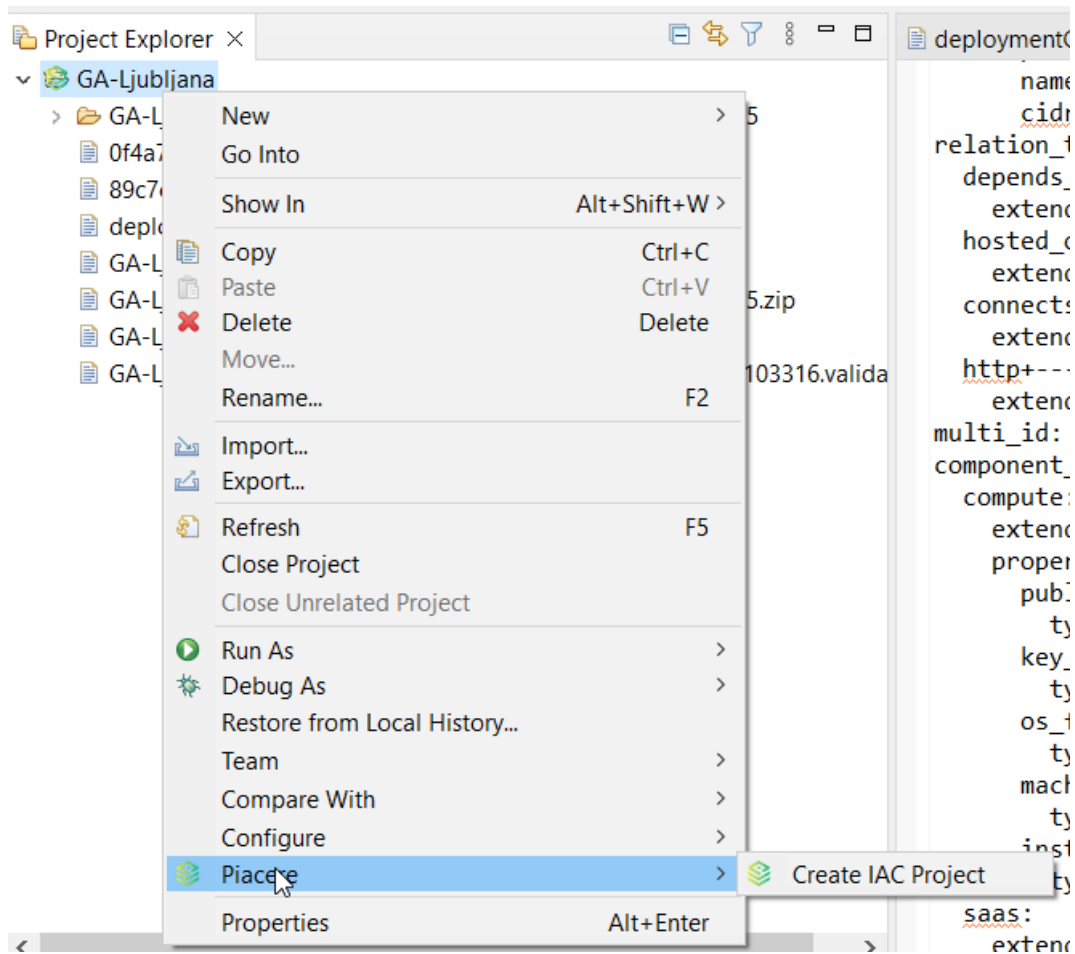 Project Explorer
GA-Ljubljana
GA-L
5
0f4a7
89c7
deplo
GA-L
GA-L
5.zip
GA-L
GA-L
103316.valida
New
Go Into
Show In Alt+Shift+W
Copy Ctrl+C
Paste Ctrl+V
Delete Delete
Move...
Rename... F2
Import...
Export...
Refresh F5
Close Project
Close Unrelated Project
Run As
Debug As
Restore from Local History...
Team
Compare With
Configure
Piacere
Create IAC Project
Properties Alt+Enter
deployment
name
cidr
relation_t
depends_
extend
hosted_o
extend
connects
extend
http+---
extend
multi_id:
component_
compute:
extend
proper
publ
ty
key_
ty
os_
ty
mach
ty
inst
ty
saas:
extend